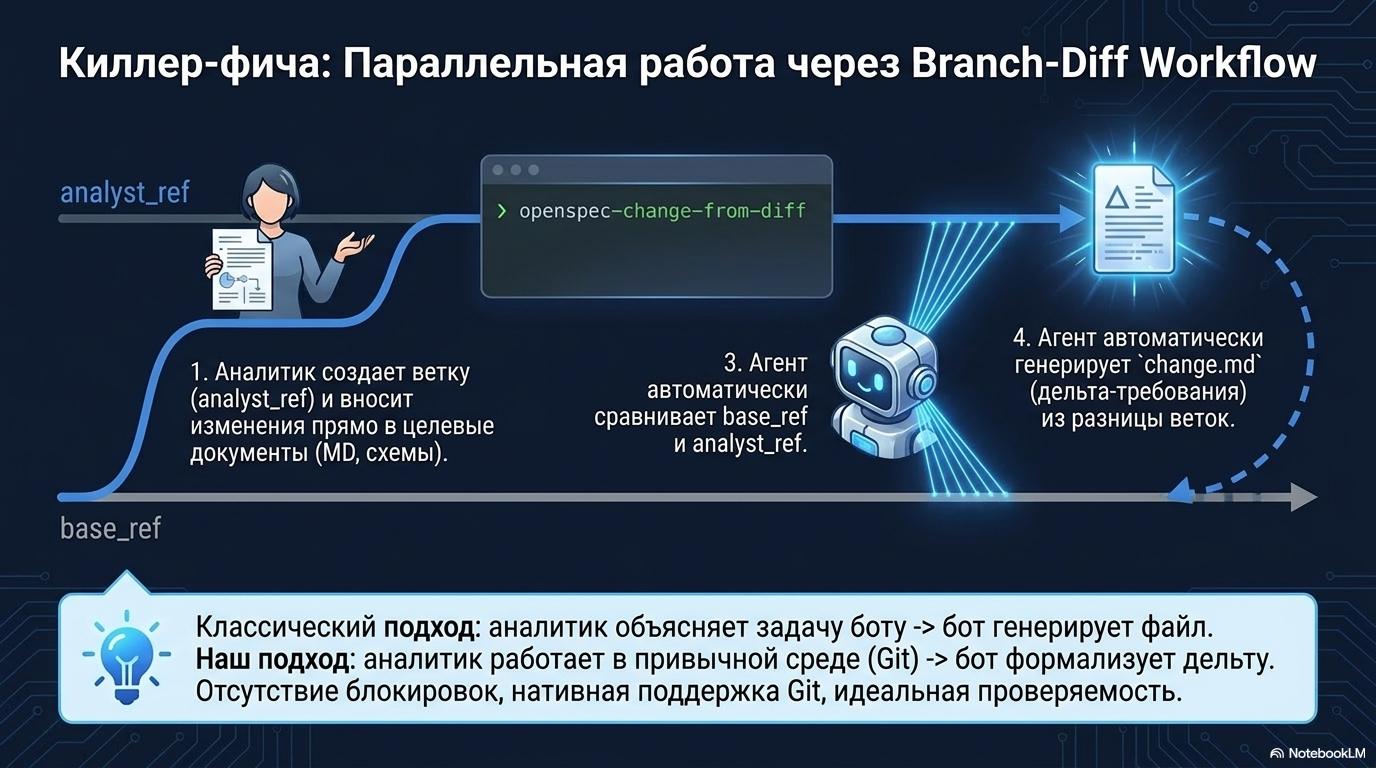 Киллер-фича: Параллельная работа через Branch-Diff Workflow
analyst_ref
❯ openspec-change-from-diff
1. Аналитик создает ветку
(analyst_ref) и вносит
изменения прямо в целевые
документы (MD, схемы).
3. Агент
автоматически
сравнивает base_ref
и analyst_ref.
4. Агент автоматически
генерирует `change.md`
(дельта-требования)
из разницы веток.
base_ref
Классический подход: аналитик объясняет задачу боту -> бот генерирует файл.
Наш подход: аналитик работает в привычной среде (Git) -> бот формализует дельту.
Отсутствие блокировок, нативная поддержка Git, идеальная проверяемость.
NotebookLM